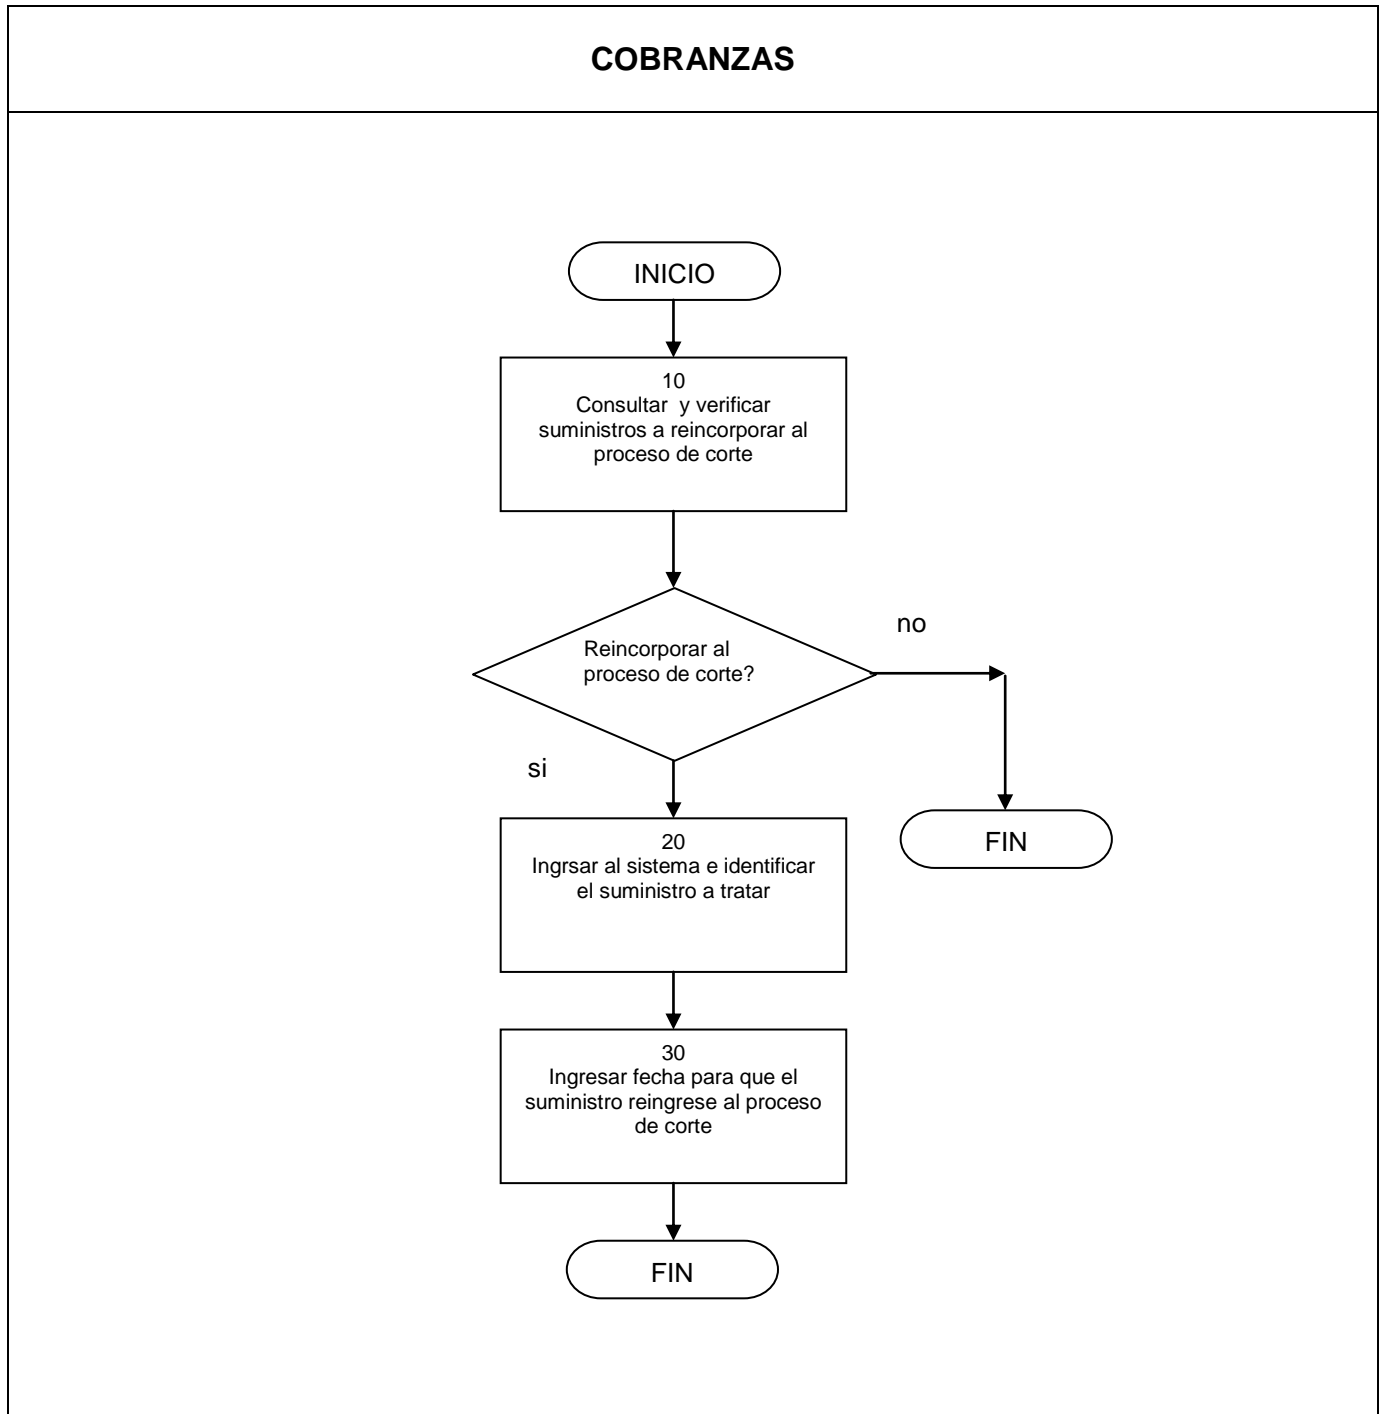 COBRANZAS
INICIO
10
Consultar  y verificar
suministros a reincorporar al
proceso de corte
no
Reincorporar al
proceso de corte?
si
20
Ingrsar al sistema e identificar
el suministro a tratar
FIN
30
Ingresar fecha para que el
suministro reingrese al proceso
de corte
FIN